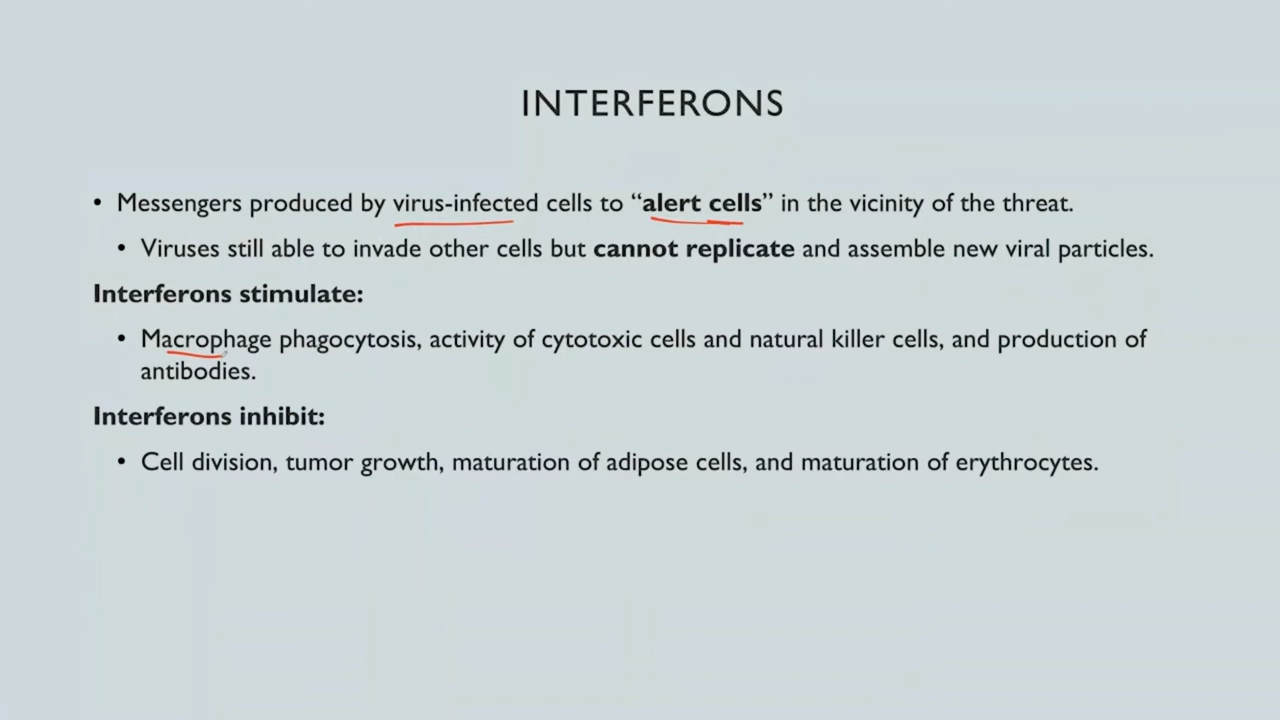 INTERFERONS
• Messengers produced by virus-infected cells to “alert cells” in the vicinity of the threat.
• Viruses still able to invade other cells but cannot replicate and assemble new viral particles.
Interferons stimulate:
• Macrophage phagocytosis, activity of cytotoxic cells and natural killer cells, and production of
antibodies.
Interferons inhibit:
• Cell division, tumor growth, maturation of adipose cells, and maturation of erythrocytes.